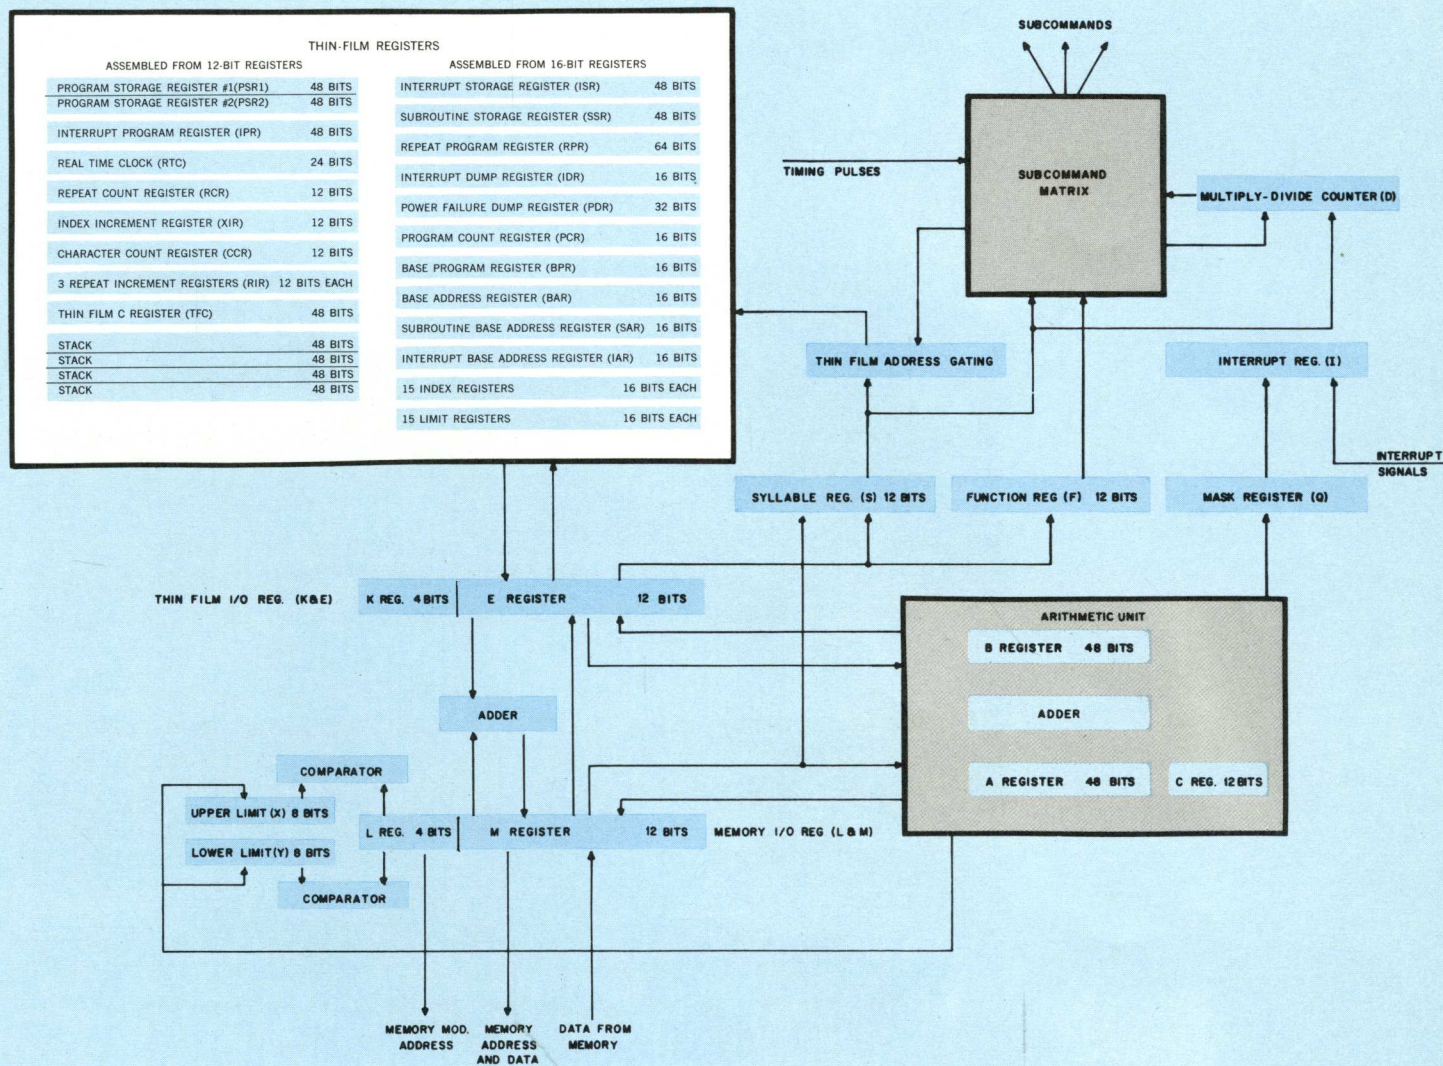 THIN-FILM REGISTERS
ASSEMBLED FROM 12-BIT REGISTERS
PROGRAM STORAGE REGISTER #1(PSR1) 48 BITS
PROGRAM STORAGE REGISTER #2(PSR2) 48 BITS
INTERRUPT PROGRAM REGISTER (IPR) 48 BITS
REAL TIME CLOCK (RTC) 24 BITS
REPEAT COUNT REGISTER (RCR) 12 BITS
INDEX INCREMENT REGISTER (XIR) 12 BITS
CHARACTER COUNT REGISTER (CCR) 12 BITS
3 REPEAT INCREMENT REGISTERS (RIR) 12 BITS EACH
THIN FILM C REGISTER (TFC) 48 BITS
STACK 48 BITS
STACK 48 BITS
STACK 48 BITS
STACK 48 BITS
ASSEMBLED FROM 16-BIT REGISTERS
INTERRUPT STORAGE REGISTER (ISR) 48 BITS
SUBROUTINE STORAGE REGISTER (SSR) 48 BITS
REPEAT PROGRAM REGISTER (RPR) 64 BITS
INTERRUPT DUMP REGISTER (IDR) 16 BITS
POWER FAILURE DUMP REGISTER (PDR) 32 BITS
PROGRAM COUNT REGISTER (PCR) 16 BITS
BASE PROGRAM REGISTER (BPR) 16 BITS
BASE ADDRESS REGISTER (BAR) 16 BITS
SUBROUTINE BASE ADDRESS REGISTER (SAR) 16 BITS
INTERRUPT BASE ADDRESS REGISTER (IAR) 16 BITS
15 INDEX REGISTERS 16 BITS EACH
15 LIMIT REGISTERS 16 BITS EACH
SUBCOMMANDS
TIMING PULSES
SUBCOMMAND
MATRIX
MULTIPLY-DIVIDE COUNTER (D)
THIN FILM ADDRESS GATING
INTERRUPT REG. (I)
INTERRUPT
SIGNALS
SYLLABLE REG. (S) 12 BITS
FUNCTION REG (F) 12 BITS
MASK REGISTER (Q)
THIN FILM I/O REG. (K&E)
K REG. 4 BITS
E REGISTER 12 BITS
ARITHMETIC UNIT
B REGISTER 48 BITS
ADDER
A REGISTER 48 BITS
C REG. 12 BITS
ADDER
COMPARATOR
UPPER LIMIT (X) 8 BITS
LOWER LIMIT (Y) 8 BITS
COMPARATOR
L REG. 4 BITS
M REGISTER 12 BITS
MEMORY I/O REG (L & M)
MEMORY MOD.
ADDRESS
MEMORY
ADDRESS
AND DATA
DATA FROM
MEMORY